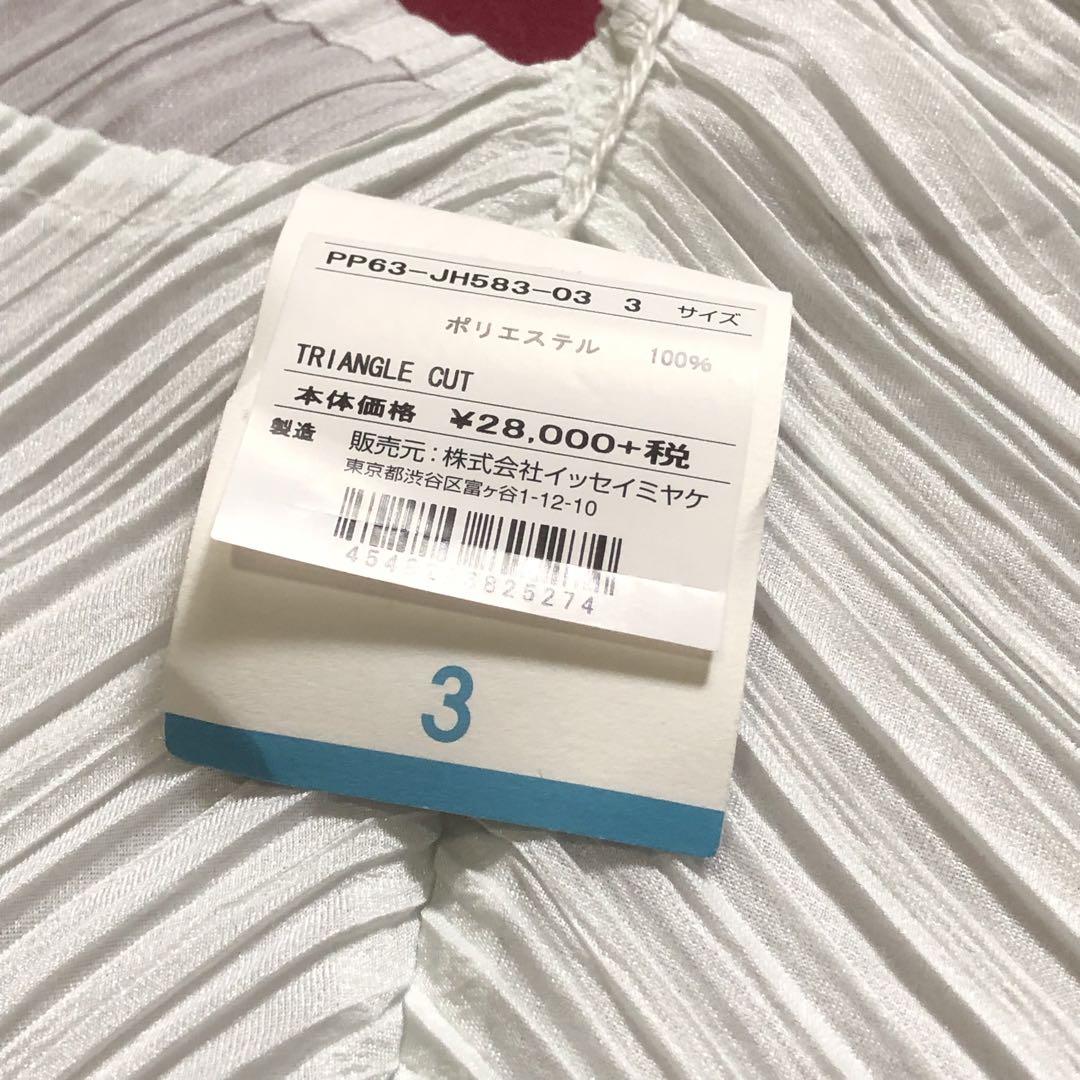 PP63-JH583-03 3 サイズ
ポリエステル 100%
TRIANGLE CUT
本体価格 ¥28,000+税
製造
販売元:株式会社イッセイミヤケ
東京都渋谷区富ヶ谷1-12-10
3